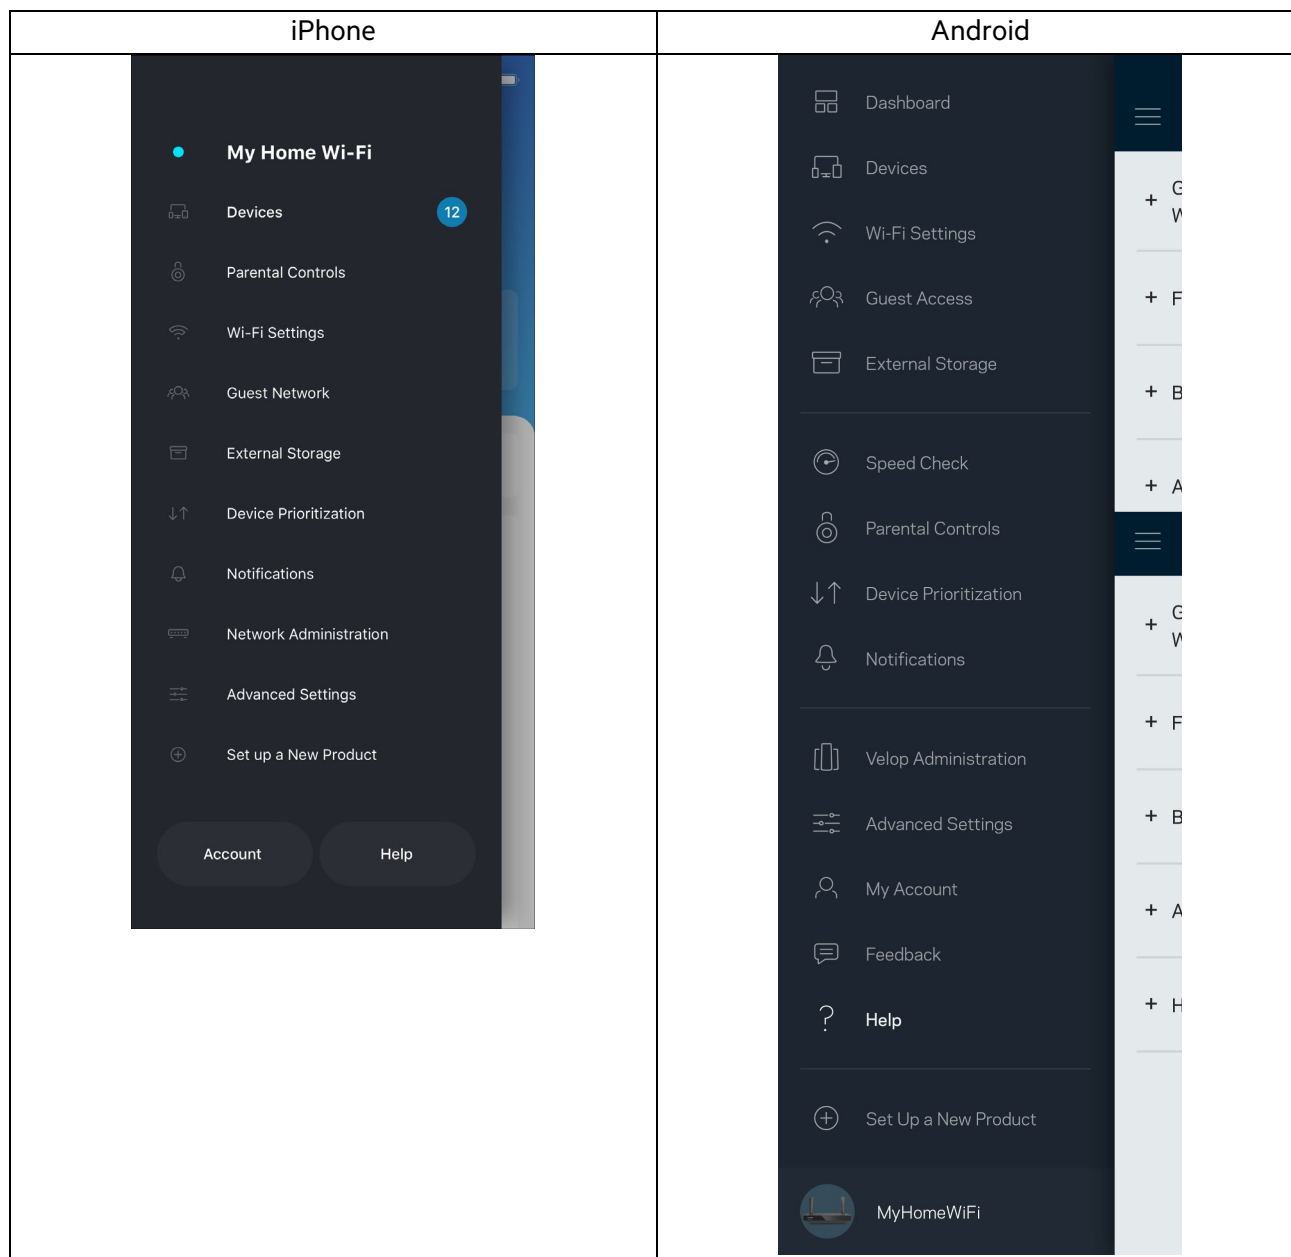 iPhone
Android
My Home Wi-Fi
Devices
12
Parental Controls
Wi-Fi Settings
Guest Network
External Storage
Device Prioritization
Notifications
Network Administration
Advanced Settings
Set up a New Product
Account
Help
Dashboard
Devices
Wi-Fi Settings
Guest Access
External Storage
Speed Check
Parental Controls
Device Prioritization
Notifications
Velop Administration
Advanced Settings
My Account
Feedback
Help
Set Up a New Product
MyHomeWiFi
+ G
W
+ F
+ B
+ A
+ G
W
+ F
+ B
+ A
+ H